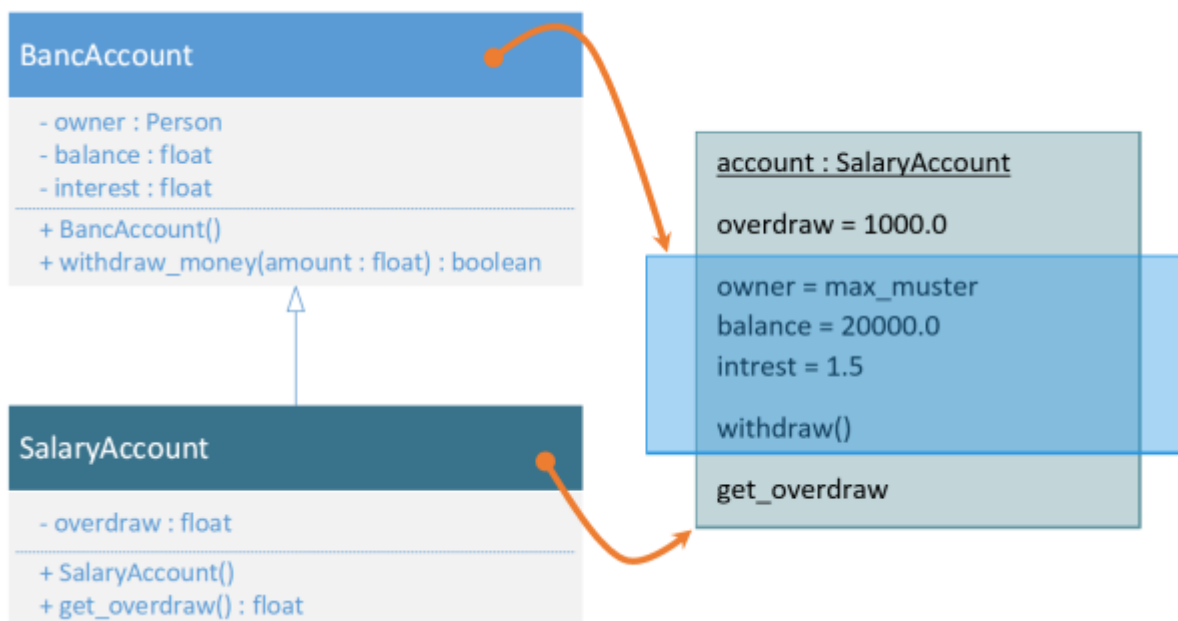 BancAccount
- owner : Person
- balance : float
- interest : float
+ BancAccount()
+ withdraw_money(amount : float) : boolean
SalaryAccount
- overdraw : float
+ SalaryAccount()
+ get_overdraw() : float
account : SalaryAccount
overdraw = 1000.0
owner = max_muster
balance = 20000.0
intrest = 1.5
withdraw()
get_overdraw